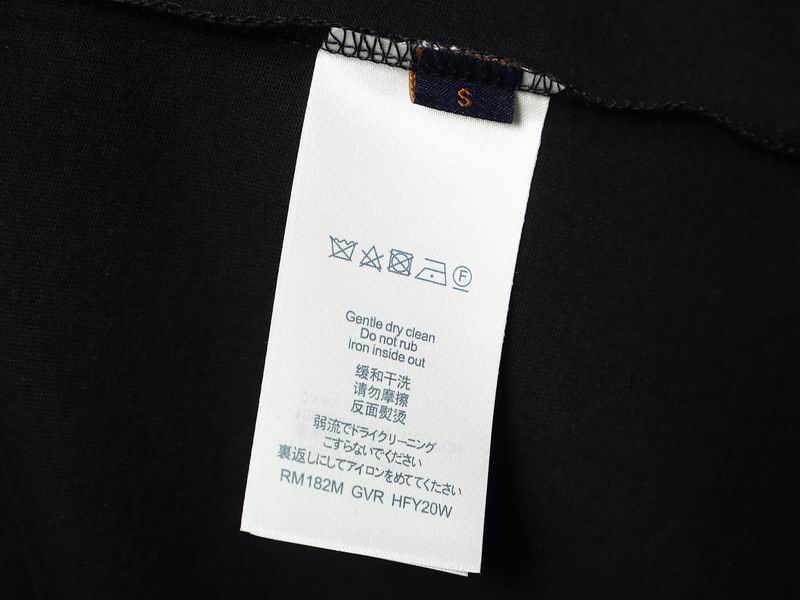 S
F
Gentle dry clean
Do not rub
Iron inside out
缓和干洗
请勿摩擦
反面熨烫
弱流でドライクリーニング
こすらないでください
裏返しにしてアイロンをめててください
RM182M GVR HFY20W